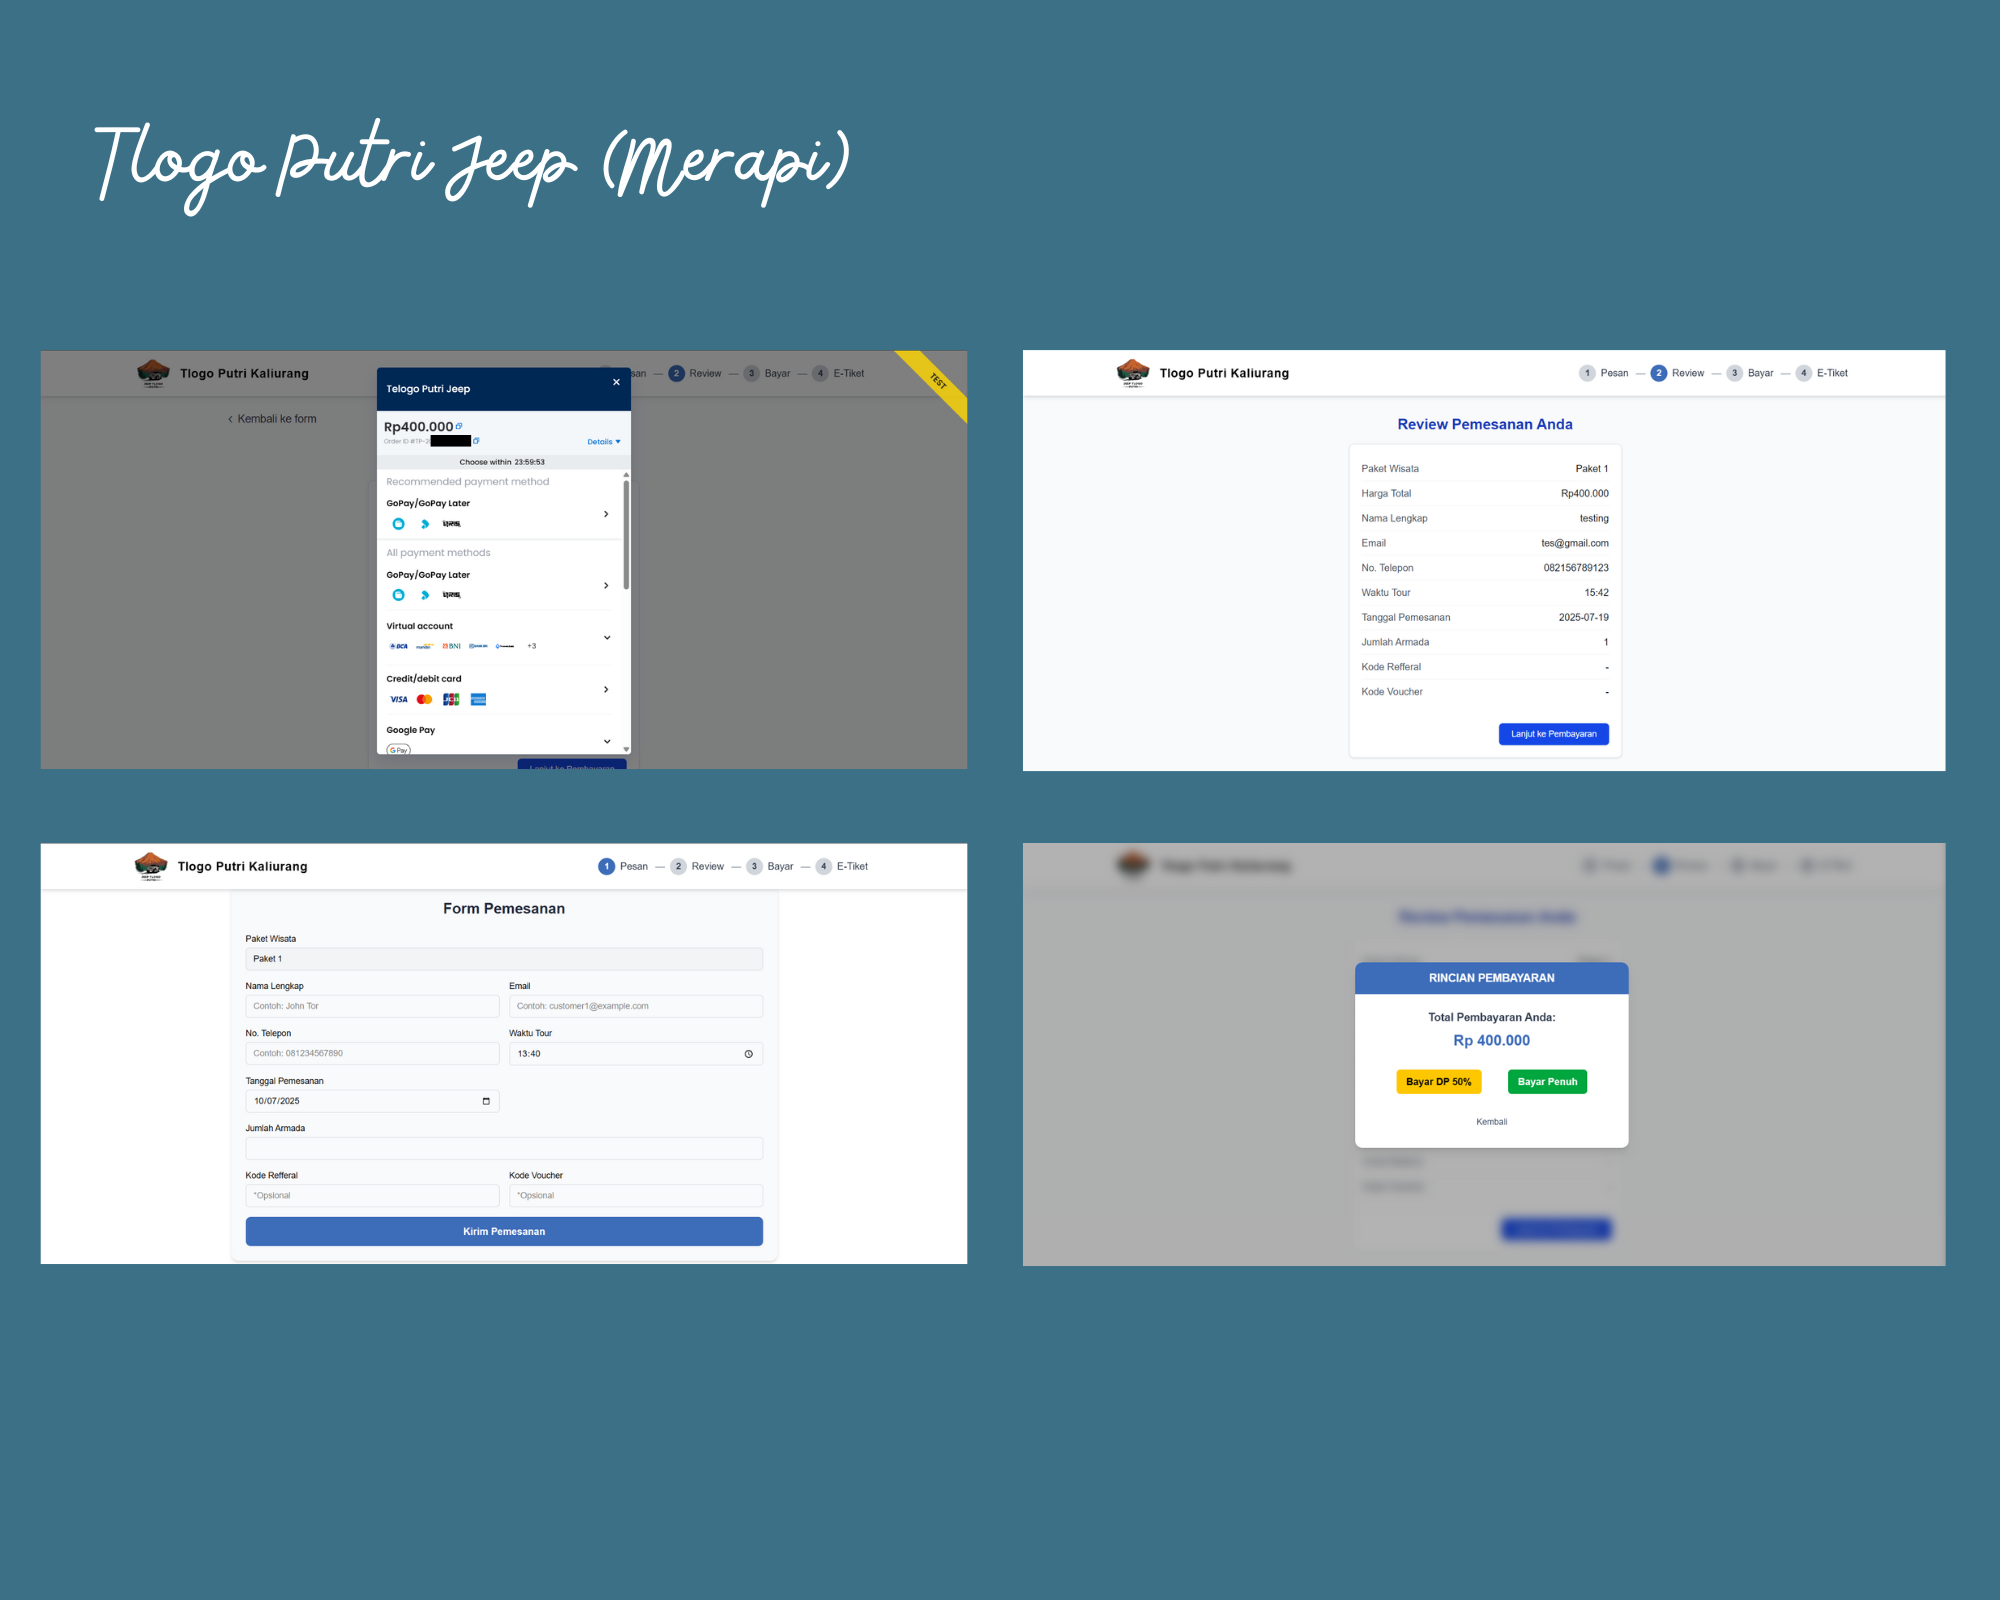 Tlogo Putri Jeep (Merapi)
Tlogo Putri Kaliurang
san — 2 Review — 3 Bayar — 4 E-Tiket
TEST
Kembali ke form
Telogo Putri Jeep
Rp400.000
Order ID #TP-
Details
Choose within 23:59:53
Recommended payment method
GoPay/GoPay Later
All payment methods
GoPay/GoPay Later
Virtual account
BCA mandiri BNI +3
Credit/debit card
VISA JCB
Google Pay
G Pay
Lanjut ke Pembayaran
Tlogo Putri Kaliurang
1 Pesan — 2 Review — 3 Bayar — 4 E-Tiket
Review Pemesanan Anda
Paket Wisata Paket 1
Harga Total Rp400.000
Nama Lengkap testing
Email tes@gmail.com
No. Telepon 082156789123
Waktu Tour 15:42
Tanggal Pemesanan 2025-07-19
Jumlah Armada 1
Kode Refferal -
Kode Voucher -
Lanjut ke Pembayaran
Tlogo Putri Kaliurang
1 Pesan — 2 Review — 3 Bayar — 4 E-Tiket
Form Pemesanan
Paket Wisata
Paket 1
Nama Lengkap Email
Contoh: John Tor Contoh: customer1@example.com
No. Telepon Waktu Tour
Contoh: 081234567890 13:40
Tanggal Pemesanan
10/07/2025
Jumlah Armada
Kode Refferal Kode Voucher
*Opsional *Opsional
Kirim Pemesanan
Review Pemesanan Anda
RINCIAN PEMBAYARAN
Total Pembayaran Anda:
Rp 400.000
Bayar DP 50% Bayar Penuh
Kembali